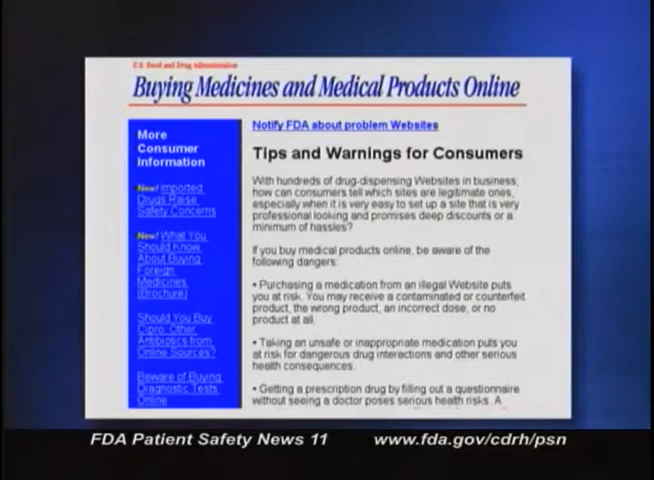 U.S. Food and Drug Administration
Buying Medicines and Medical Products Online
More
Consumer
Information
New! Imported
Drugs Raise
Safety Concerns
New! What You
Should Know
About Buying
Foreign
Medicines
(Brochure)
Should You Buy
Cipro, Other
Antibiotics from
Online Sources?
Beware of Buying
Diagnostic Tests
Online
Notify FDA about problem Websites
Tips and Warnings for Consumers
With hundreds of drug-dispensing Websites in business,
how can consumers tell which sites are legitimate ones,
especially when it is very easy to set up a site that is very
professional looking and promises deep discounts or a
minimum of hassles?
If you buy medical products online, be aware of the
following dangers:
• Purchasing a medication from an illegal Website puts
you at risk. You may receive a contaminated or counterfeit
product, the wrong product, an incorrect dose, or no
product at all.
• Taking an unsafe or inappropriate medication puts you
at risk for dangerous drug interactions and other serious
health consequences.
• Getting a prescription drug by filling out a questionnaire
without seeing a doctor poses serious health risks. A
FDA Patient Safety News 11 www.fda.gov/cdrh/psn